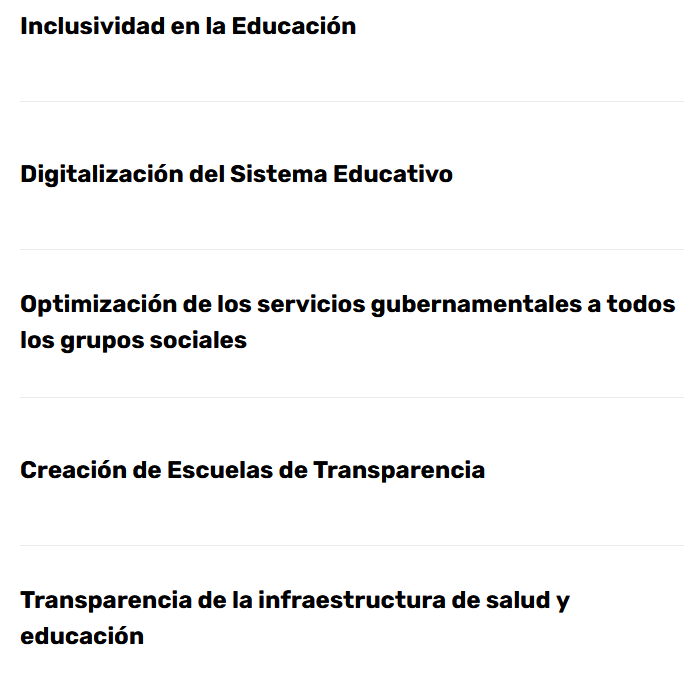 Inclusividad en la Educación
Digitalización del Sistema Educativo
Optimización de los servicios gubernamentales a todos
los grupos sociales
Creación de Escuelas de Transparencia
Transparencia de la infraestructura de salud y
educación